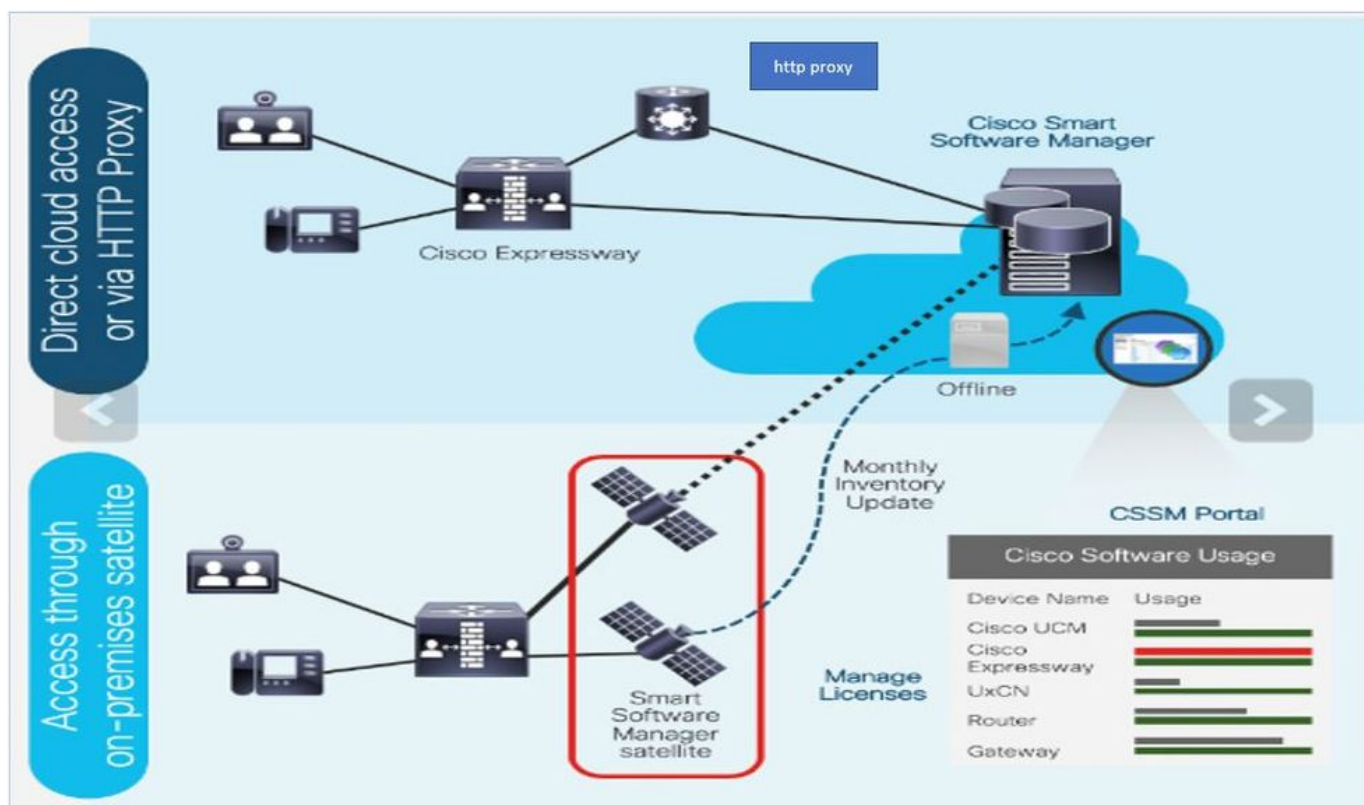 Direct cloud access
or via HTTP Proxy
http proxy
Cisco Smart
Software Manager
Cisco Expressway
Offline
Access through
on-premises satellite
Monthly
Inventory
Update
Smart
Software
Manager
satellite
Manage
Licenses
CSSM Portal
Cisco Software Usage
Device Name Usage
Cisco UCM
Cisco
Expressway
UxCN
Router
Gateway